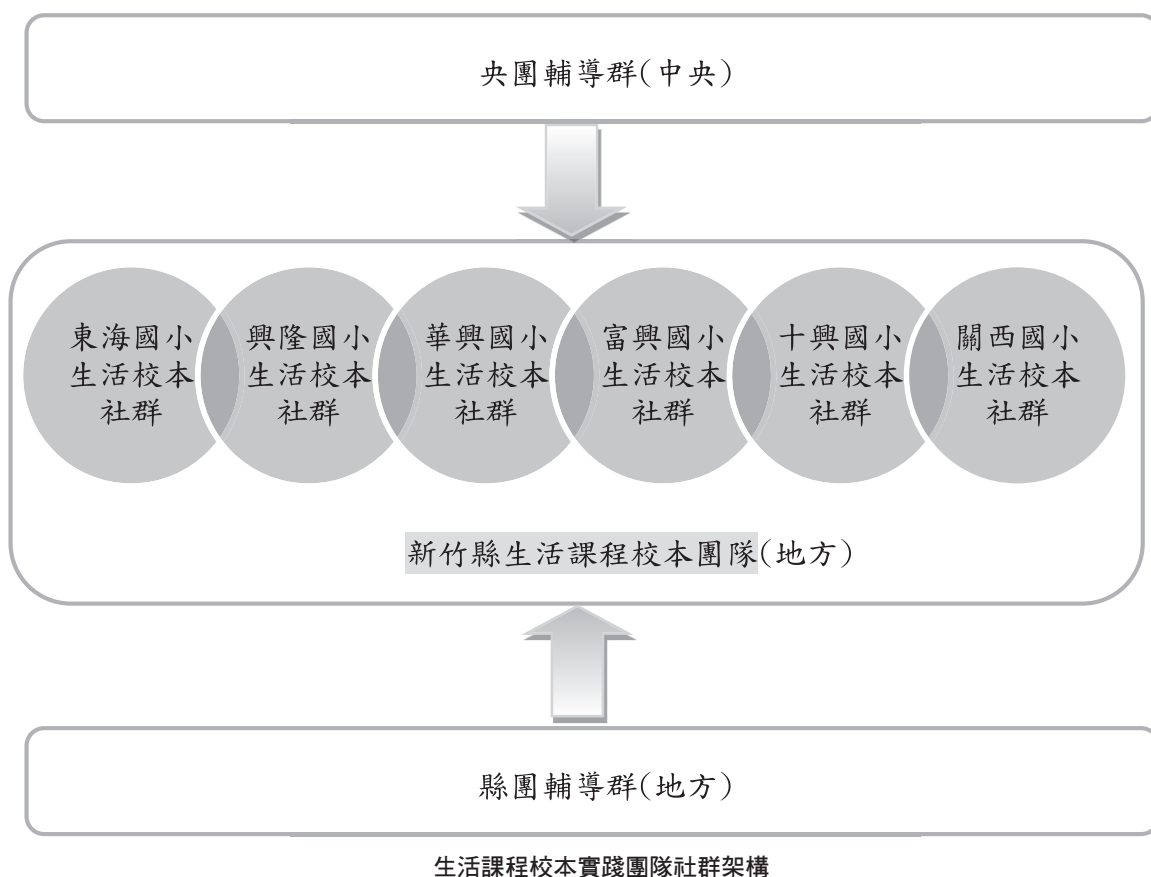 央團輔導群(中央)
東海國小
生活校本
社群
興隆國小
生活校本
社群
華興國小
生活校本
社群
富興國小
生活校本
社群
十興國小
生活校本
社群
關西國小
生活校本
社群
新竹縣生活課程校本團隊(地方)
縣團輔導群(地方)
生活課程校本實踐團隊社群架構